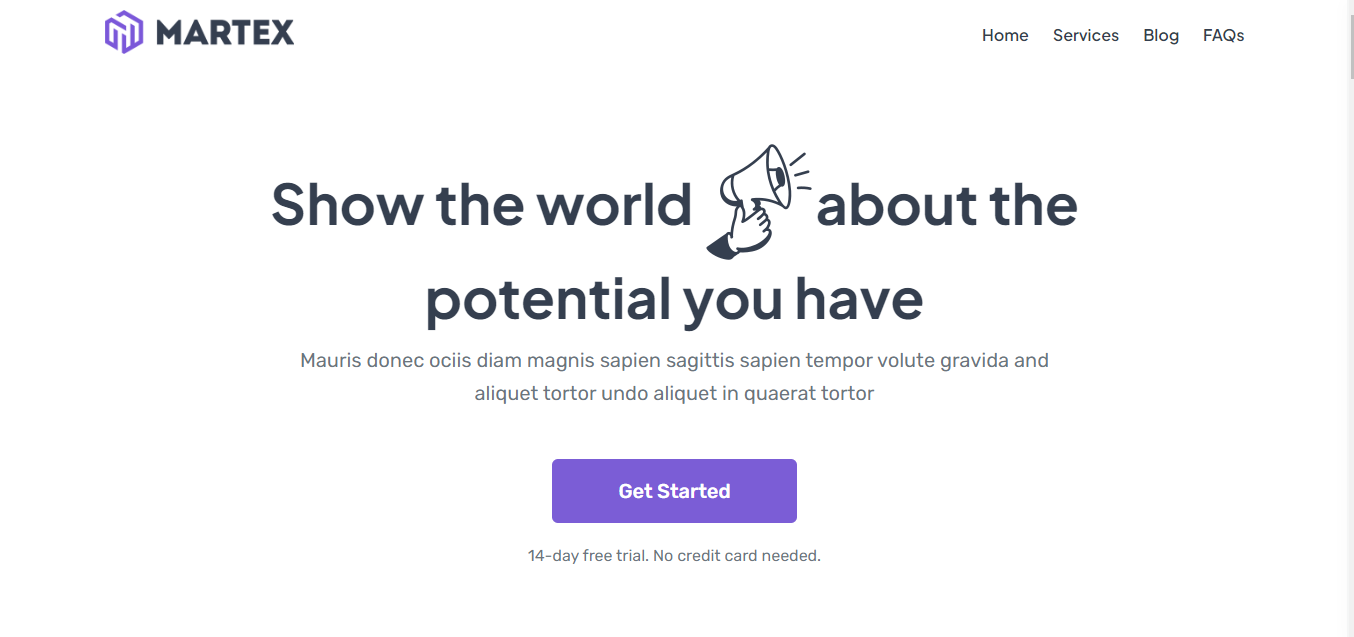 MARTEX
Home Services Blog FAQs
Show the world about the
potential you have
Mauris donec ociis diam magnis sapien sagittis sapien tempor volute gravida and
aliquet tortor undo aliquet in quaerat tortor
Get Started
14-day free trial. No credit card needed.